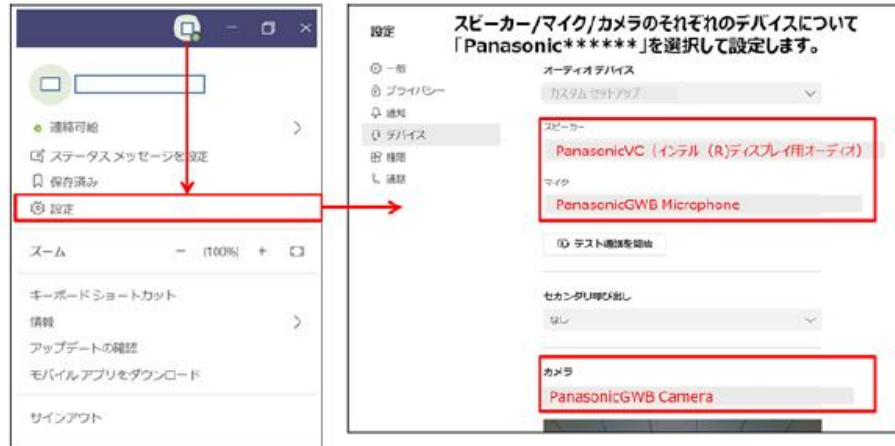 連絡可能
ステータス メッセージを設定
保存済み
設定
ズーム － (100%) +
キーボード ショートカット
情報
アップデートの確認
モバイル アプリをダウンロード
サインアウト
スピーカー/マイク/カメラのそれぞれのデバイスについて
「Panasonic******」を選択して設定します。
設定
一般
プライバシー
通知
デバイス
権限
通話
オーディオ デバイス
カスタム セットアップ
スピーカー
PanasonicVC（インテル（R)ディスプレイ用オーディオ）
マイク
PanasonicGWB Microphone
テスト通話を開始
セカンダリ呼び出し
なし
カメラ
PanasonicGWB Camera